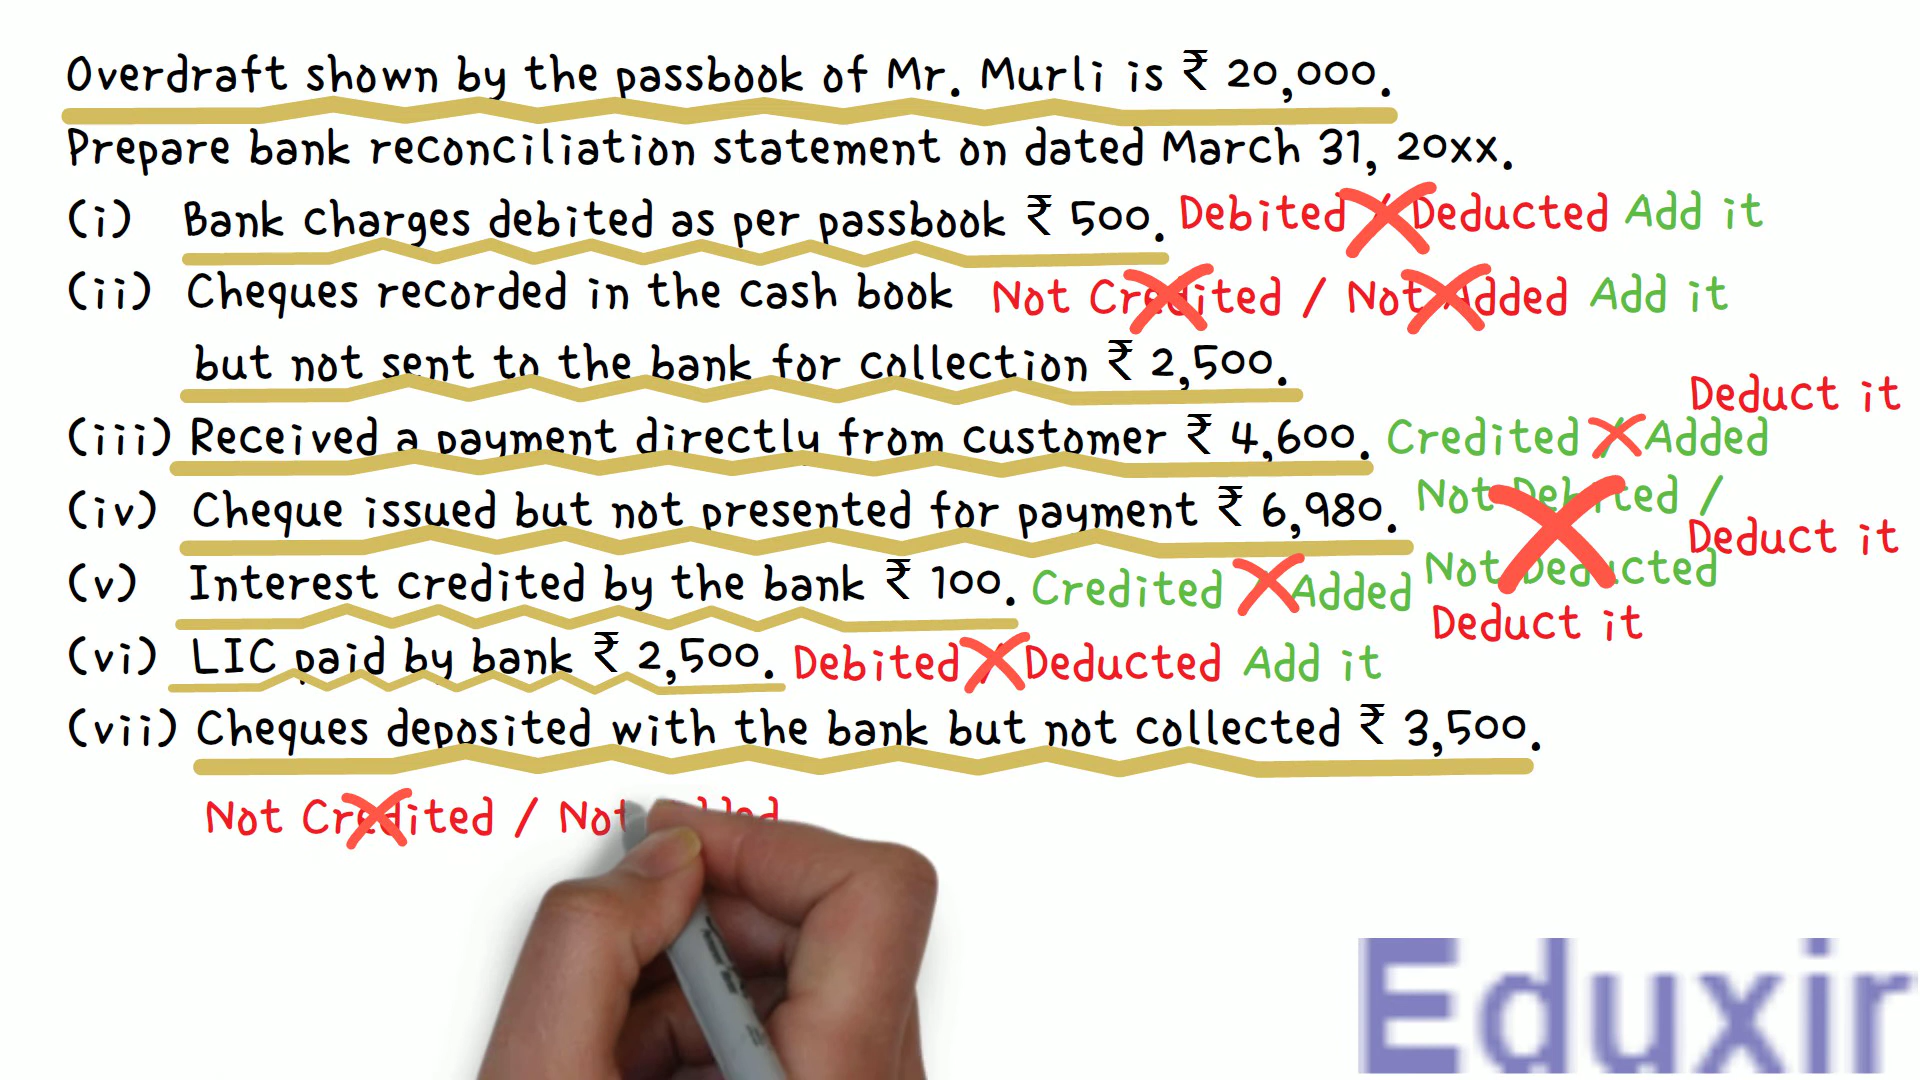 Overdraft shown by the passbook of Mr. Murli is ₹ 20,000.
Prepare bank reconciliation statement on dated March 31, 20xx.
(i) Bank charges debited as per passbook ₹ 500. Debited / Deducted Add it
(ii) Cheques recorded in the cash book Not Credited / Not Added Add it
but not sent to the bank for collection ₹ 2,500.
Deduct it
(iii) Received a payment directly from customer ₹ 4,600. Credited / Added
(iv) Cheque issued but not presented for payment ₹ 6,980. Not Debited /
Not Deducted Deduct it
(v) Interest credited by the bank ₹ 100. Credited / Added
Deduct it
(vi) LIC paid by bank ₹ 2,500. Debited / Deducted Add it
(vii) Cheques deposited with the bank but not collected ₹ 3,500.
Not Credited / Not
Eduxir